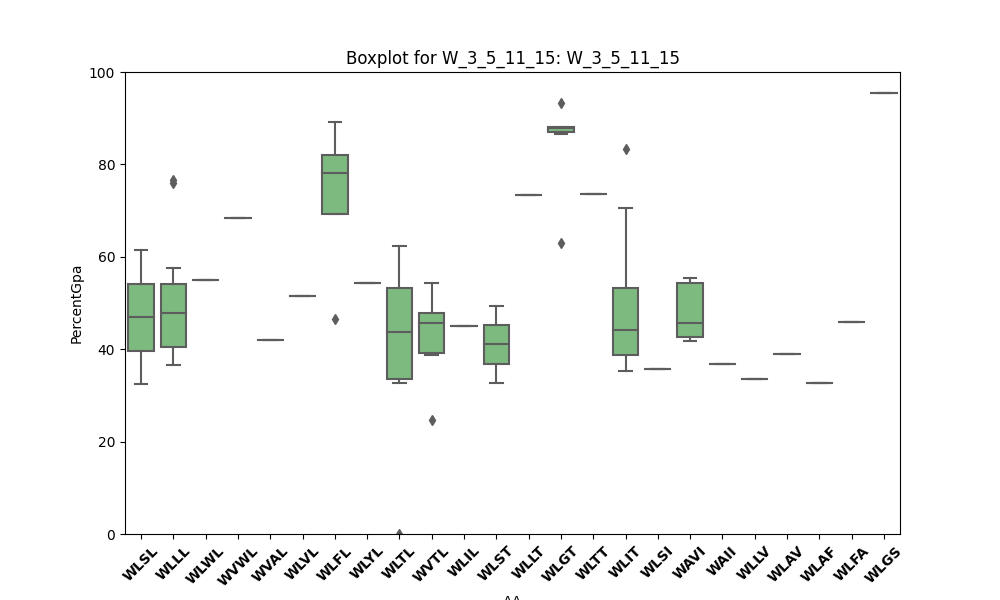 Boxplot for W_3_5_11_15: W_3_5_11_15
100
80
60
40
20
0
PercentGpa
WLSL WLLL WLWL WVWL WVAL WLVL WLFL WLYL WLTL WVTL WLIL WLST WLLT WLGT WLTT WLIT WLSI WAVI WAII WLLV WLAV WLAF WLFA WLGS
AA